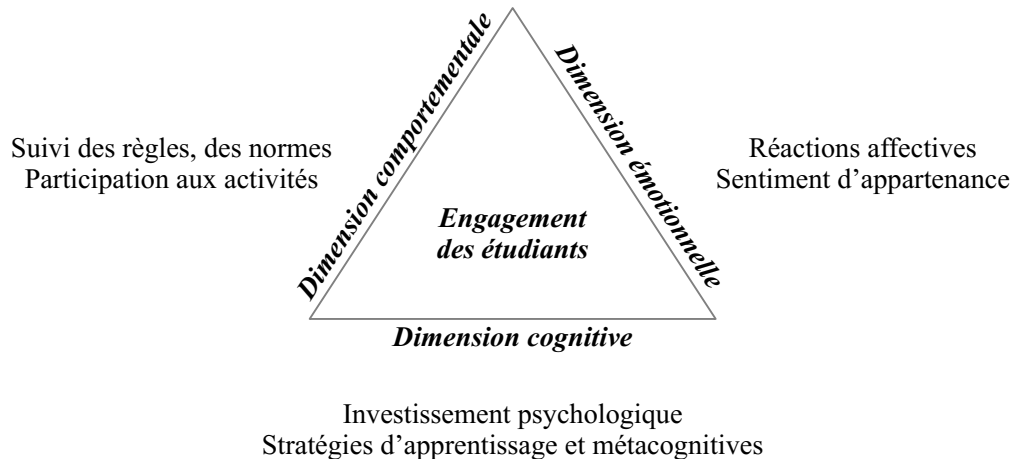 Dimension comportementale
Dimension émotionnelle
Suivi des règles, des normes
Participation aux activités
Réactions affectives
Sentiment d’appartenance
Engagement
des étudiants
Dimension cognitive
Investissement psychologique
Stratégies d’apprentissage et métacognitives